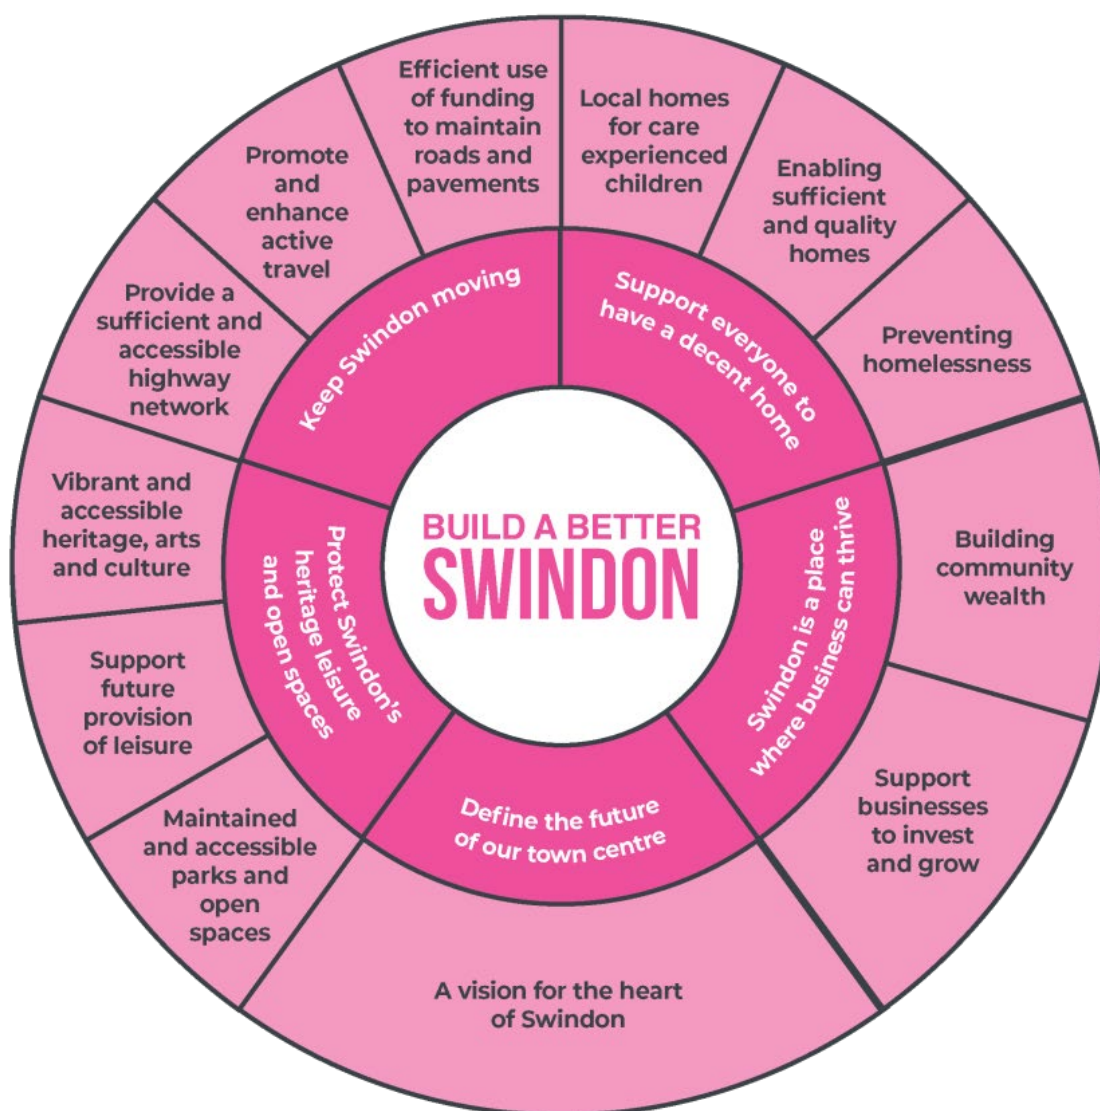 BUILD A BETTER
SWINDON
Support everyone to
have a decent home
Local homes
for care
experienced
children
Enabling
sufficient
and quality
homes
Preventing
homelessness
Swindon is a place
where business can thrive
Building
community
wealth
Support
businesses
to invest
and grow
Define the future
of our town centre
A vision for the heart
of Swindon
Protect Swindon's
heritage leisure
and open spaces
Maintained
and accessible
parks and
open
spaces
Support
future
provision
of leisure
Vibrant and
accessible
heritage, arts
and culture
Keep Swindon moving
Provide a
sufficient and
accessible
highway
network
Promote
and
enhance
active
travel
Efficient use
of funding
to maintain
roads and
pavements